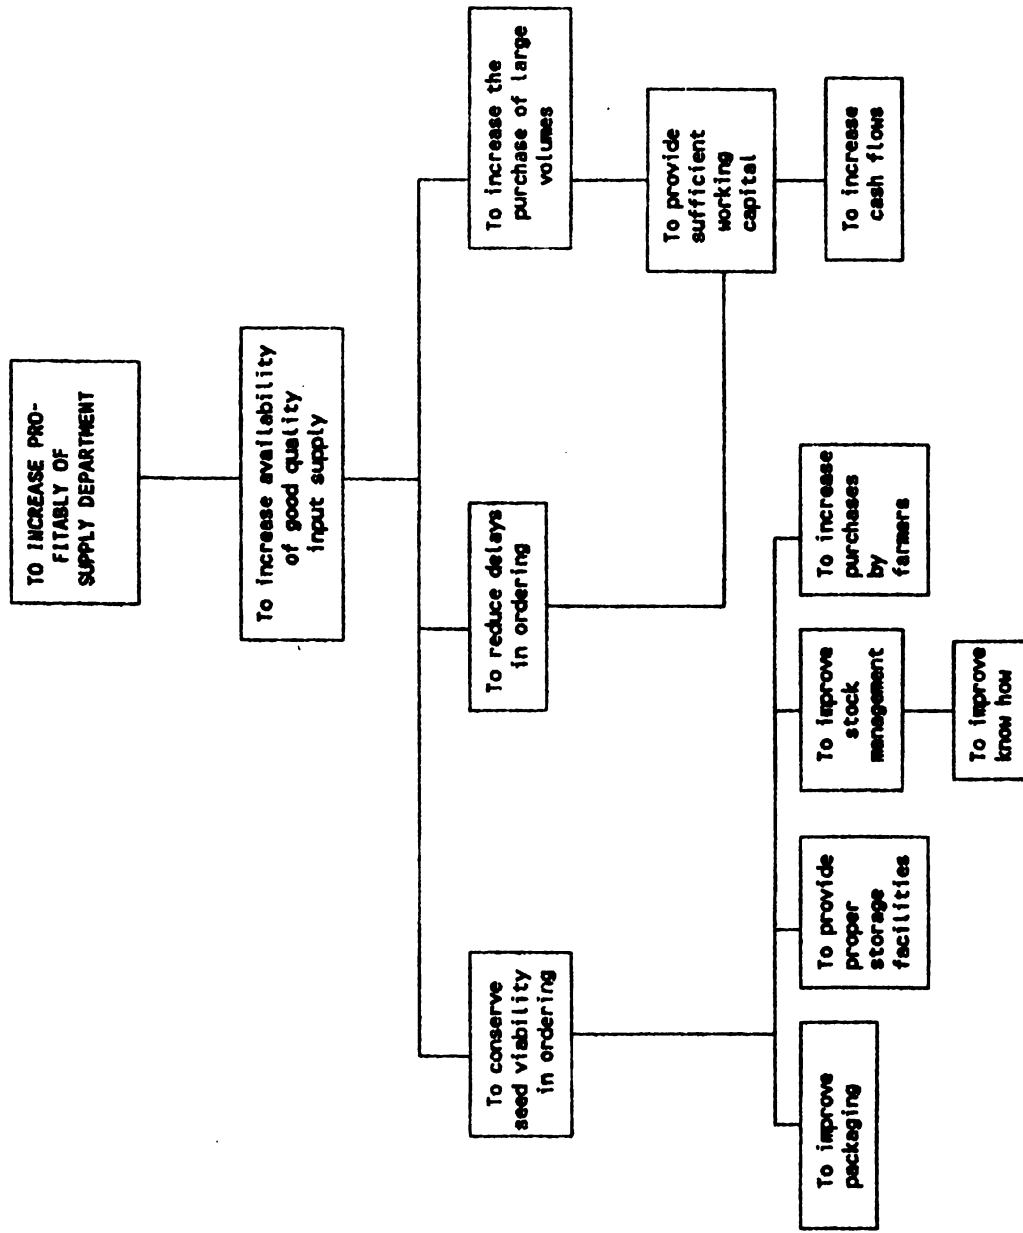 TO INCREASE PRO-
FITABLY OF
SUPPLY DEPARTMENT
To increase availability
of good quality
input supply
To conserve
seed viability
in ordering
To reduce delays
in ordering
To increase the
purchase of large
volumes
To provide
sufficient
working
capital
To improve
packaging
To provide
proper
storage
facilities
To improve
stock
management
To increase
purchases
by
farmers
To increase
cash flows
To improve
know how